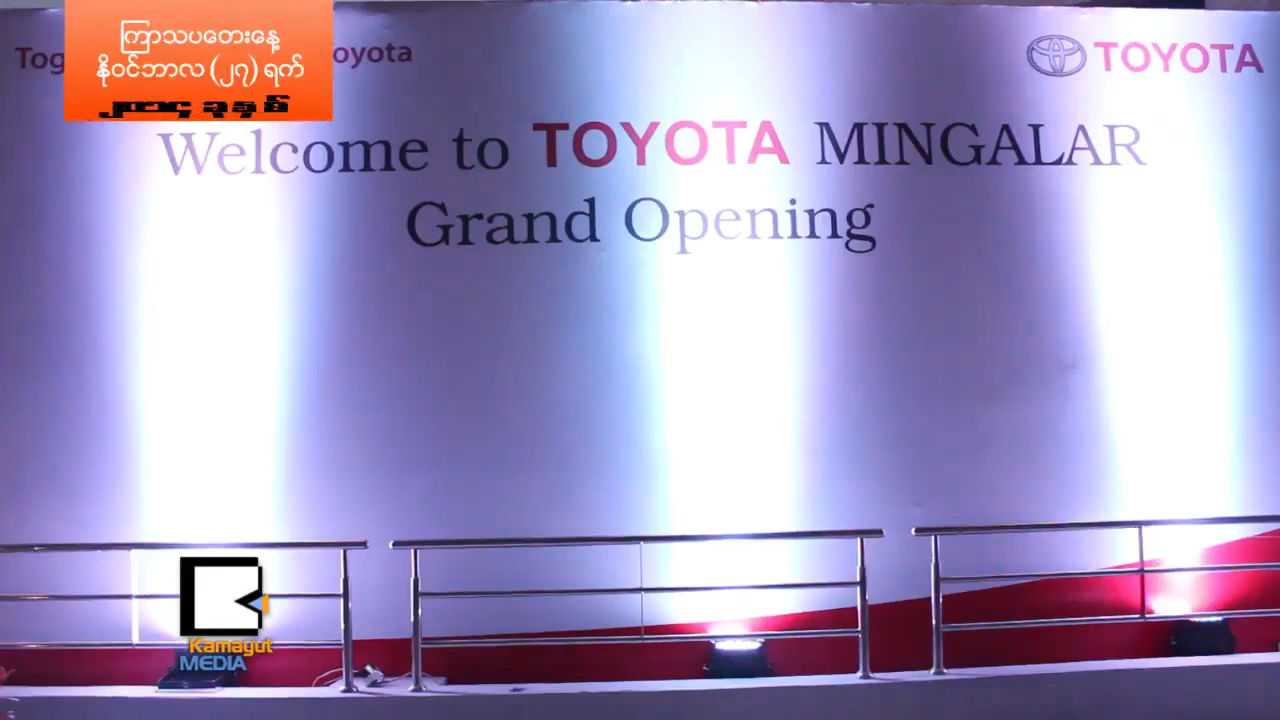 ကြာသပတေးနေ့
နိုဝင်ဘာလ (၂၇) ရက်
oyota
TOYOTA
Welcome to TOYOTA MINGALAR
Grand Opening
Kamayut
MEDIA